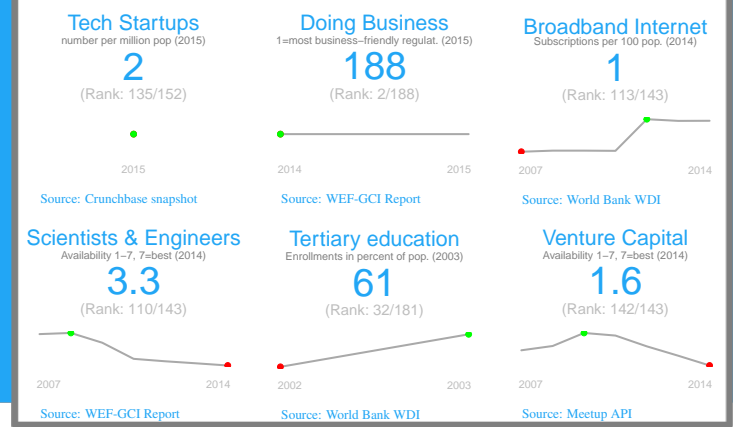 Tech Startups
number per million pop (2015)
2
(Rank: 135/152)
2015
Source: Crunchbase snapshot
Doing Business
1=most business−friendly regulat. (2015)
188
(Rank: 2/188)
2014 2015
Source: WEF-GCI Report
Broadband Internet
Subscriptions per 100 pop. (2014)
1
(Rank: 113/143)
2007 2014
Source: World Bank WDI
Scientists & Engineers
Availability 1−7, 7=best (2014)
3.3
(Rank: 110/143)
2007 2014
Source: WEF-GCI Report
Tertiary education
Enrollments in percent of pop. (2003)
61
(Rank: 32/181)
2002 2003
Source: World Bank WDI
Venture Capital
Availability 1−7, 7=best (2014)
1.6
(Rank: 142/143)
2007 2014
Source: Meetup API